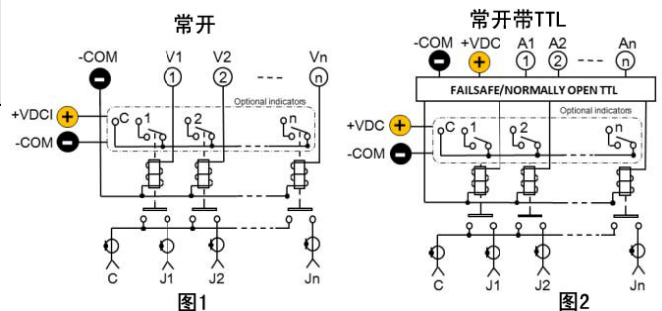 常开
-COM V1 V2 Vn
1 2 n
+VDCI
-COM
Optional indicators
C 1 2 n
C J1 J2 Jn
图1
常开带TTL
-COM +VDC A1 A2 An
1 2 n
FAILSAFE/NORMALLY OPEN TTL
+VDC
-COM
Optional indicators
C 1 2 n
C J1 J2 Jn
图2